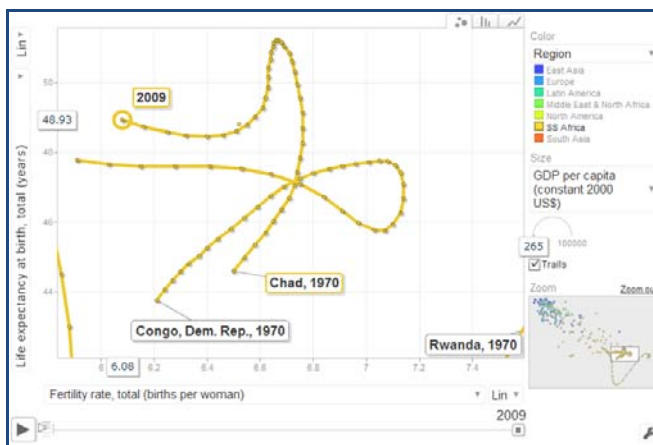 Lin
Color
Region
East Asia
Europe
Latin America
Middle East & North Africa
North America
SS Africa
South Asia
Size
GDP per capita
(constant 2000
US$)
265
100000
Trails
Zoom
Life expectancy at birth, total (years)
50
48.93
48
46
44
2009
Chad, 1970
Congo, Dem. Rep., 1970
Rwanda, 1970
6
6.08
6.2
6.4
6.6
6.8
7
7.2
7.4
Fertility rate, total (births per woman)
Lin
2009